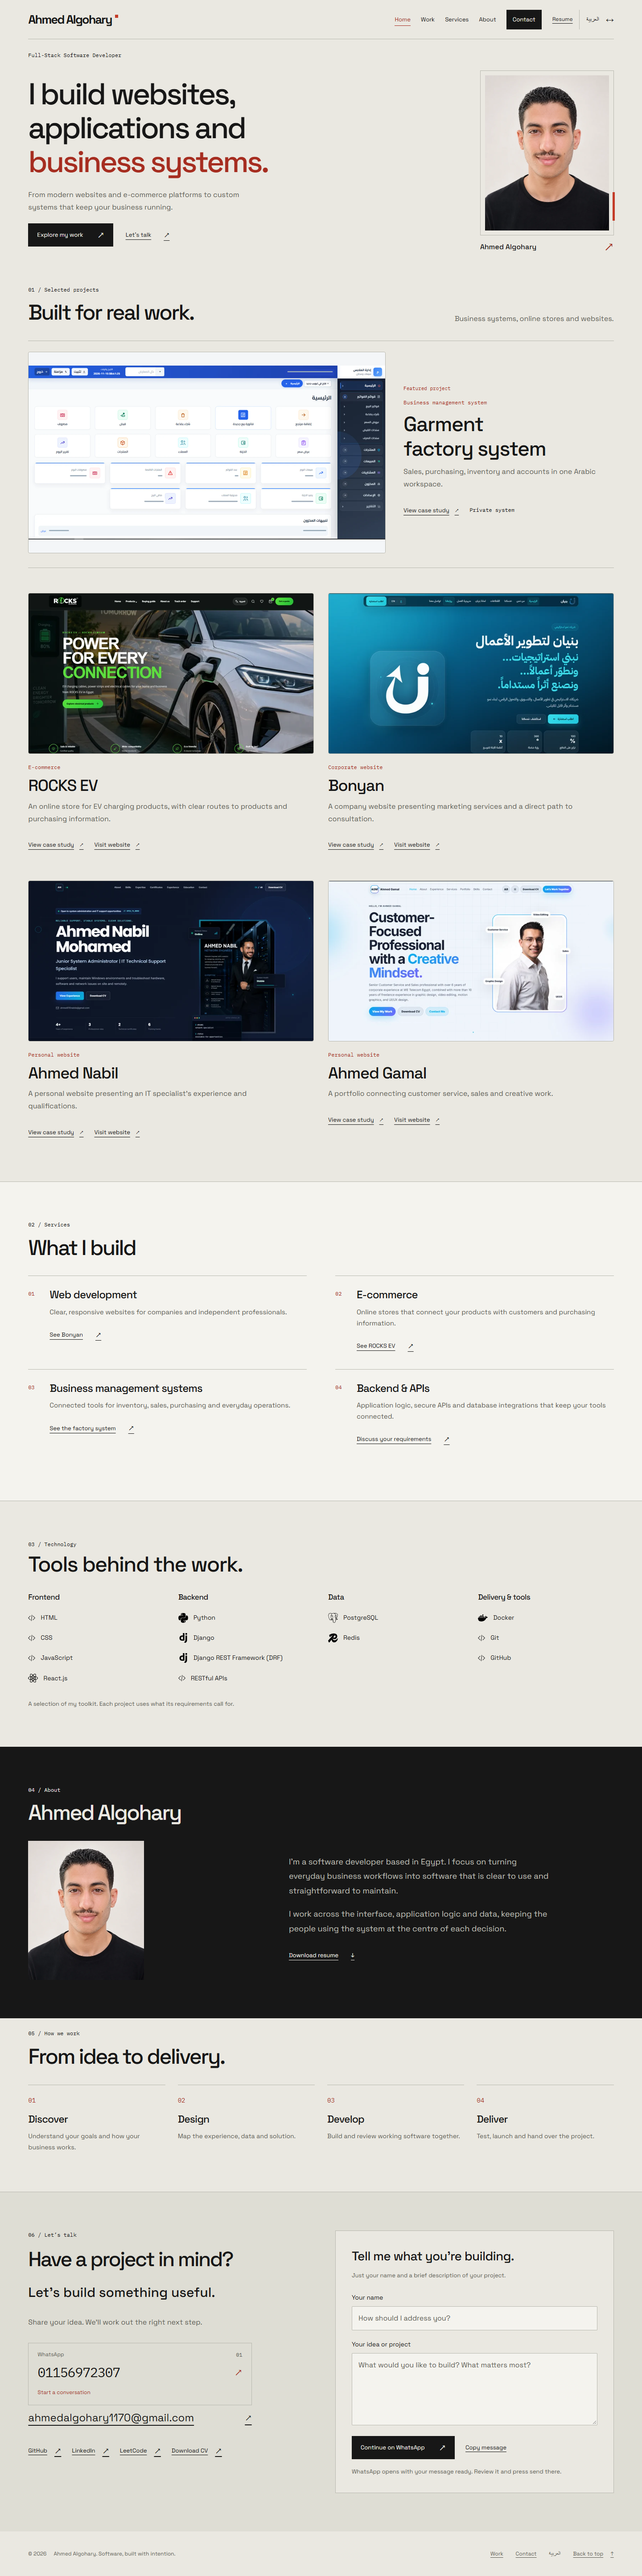 Ahmed Algohary
Home Work Services About Contact Resume العربية
Full-Stack Software Developer
I build websites,
applications and
business systems.
From modern websites and e-commerce platforms to custom
systems that keep your business running.
Explore my work ↗ Let's talk ↗
Ahmed Algohary ↗
01 / Selected projects
Built for real work.
Business systems, online stores and websites.
الرئيسية
Featured project
Business management system
Garment
factory system
Sales, purchasing, inventory and accounts in one Arabic
workspace.
View case study ↗ Private system
ROCKS
POWER
FOR EVERY
CONNECTION
E-commerce
ROCKS EV
An online store for EV charging products, with clear routes to products and
purchasing information.
View case study ↗ Visit website ↗
بنيان لتطوير الأعمال
نبني استراتيجيات...
ونطوّر أعمالاً...
ونصنع أثراً مستداماً.
Corporate website
Bonyan
A company website presenting marketing services and a direct path to
consultation.
View case study ↗ Visit website ↗
Ahmed Nabil
Mohamed
Junior System Administrator | IT Technical Support
Specialist
AHMED NABIL
Personal website
Ahmed Nabil
A personal website presenting an IT specialist's experience and
qualifications.
View case study ↗ Visit website ↗
Ahmed Gamal
Customer-
Focused
Professional
with a Creative
Mindset.
Personal website
Ahmed Gamal
A portfolio connecting customer service, sales and creative work.
View case study ↗ Visit website ↗
02 / Services
What I build
01 Web development
Clear, responsive websites for companies and independent professionals.
See Bonyan ↗
02 E-commerce
Online stores that connect your products with customers and purchasing
information.
See ROCKS EV ↗
03 Business management systems
Connected tools for inventory, sales, purchasing and everyday operations.
See the factory system ↗
04 Backend & APIs
Application logic, secure APIs and database integrations that keep your tools
connected.
Discuss your requirements ↗
03 / Technology
Tools behind the work.
Frontend
HTML
CSS
JavaScript
React.js
Backend
Python
Django
Django REST Framework (DRF)
RESTful APIs
Data
PostgreSQL
Redis
Delivery & tools
Docker
Git
GitHub
A selection of my toolkit. Each project uses what its requirements call for.
04 / About
Ahmed Algohary
I'm a software developer based in Egypt. I focus on turning
everyday business workflows into software that is clear to use and
straightforward to maintain.
I work across the interface, application logic and data, keeping the
people using the system at the centre of each decision.
Download resume ↓
05 / How we work
From idea to delivery.
01
Discover
Understand your goals and how your
business works.
02
Design
Map the experience, data and solution.
03
Develop
Build and review working software together.
04
Deliver
Test, launch and hand over the project.
06 / Let's talk
Have a project in mind?
Let's build something useful.
Share your idea. We'll work out the right next step.
WhatsApp 01
01156972307 ↗
Start a conversation
ahmedalgohary1170@gmail.com ↗
GitHub ↗ LinkedIn ↗ LeetCode ↗ Download CV ↗
Tell me what you're building.
Just your name and a brief description of your project.
Your name
How should I address you?
Your idea or project
What would you like to build? What matters most?
Continue on WhatsApp ↗ Copy message
WhatsApp opens with your message ready. Review it and press send there.
© 2026 Ahmed Algohary. Software, built with intention.
Work Contact العربية Back to top ↑